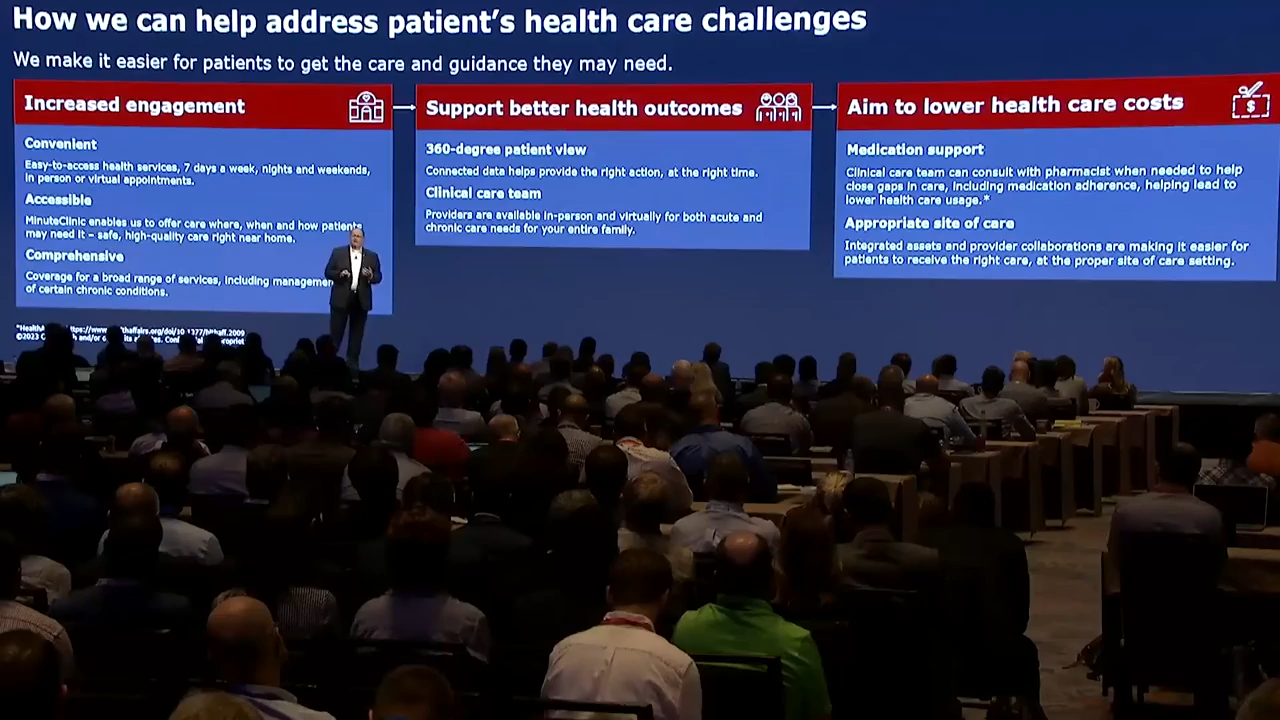 How we can help address patient's health care challenges
We make it easier for patients to get the care and guidance they may need.
Increased engagement
Convenient
Easy-to-access health services, 7 days a week, nights and weekends,
in person or virtual appointments.
Accessible
MinuteClinic enables us to offer care where, when and how patients
may need it – safe, high-quality care right near home.
Comprehensive
Coverage for a broad range of services, including
of certain chronic conditions.
Support better health outcomes
360-degree patient view
Connected data helps provide the right action, at the right time.
Clinical care team
Providers are available in-person and virtually for both acute and
chronic care needs for your entire family.
Aim to lower health care costs
$
Medication support
Clinical care team can consult with pharmacist when needed to help
close gaps in care, including medication adherence, helping lead to
lower health care usage.*
Appropriate site of care
Integrated assets and provider collaborations are making it easier for
patients to receive the right care, at the proper site of care setting.
©2023 and/or